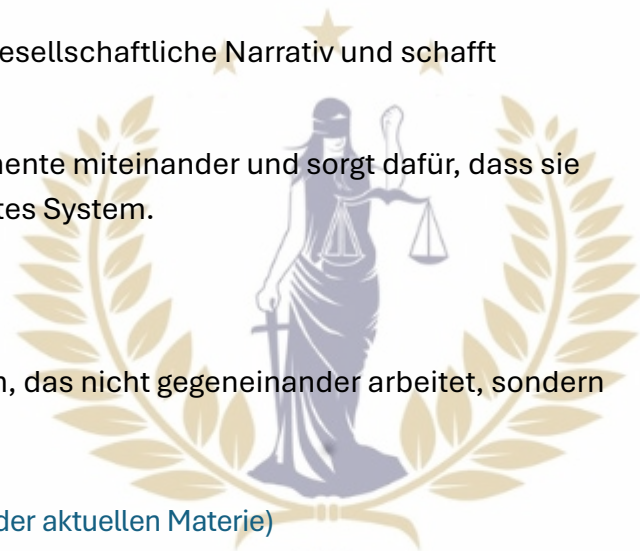 esellschaftliche Narrativ und schafft
ente miteinander und sorgt dafür, dass sie
tes System.
, das nicht gegeneinander arbeitet, sondern
der aktuellen Materie)